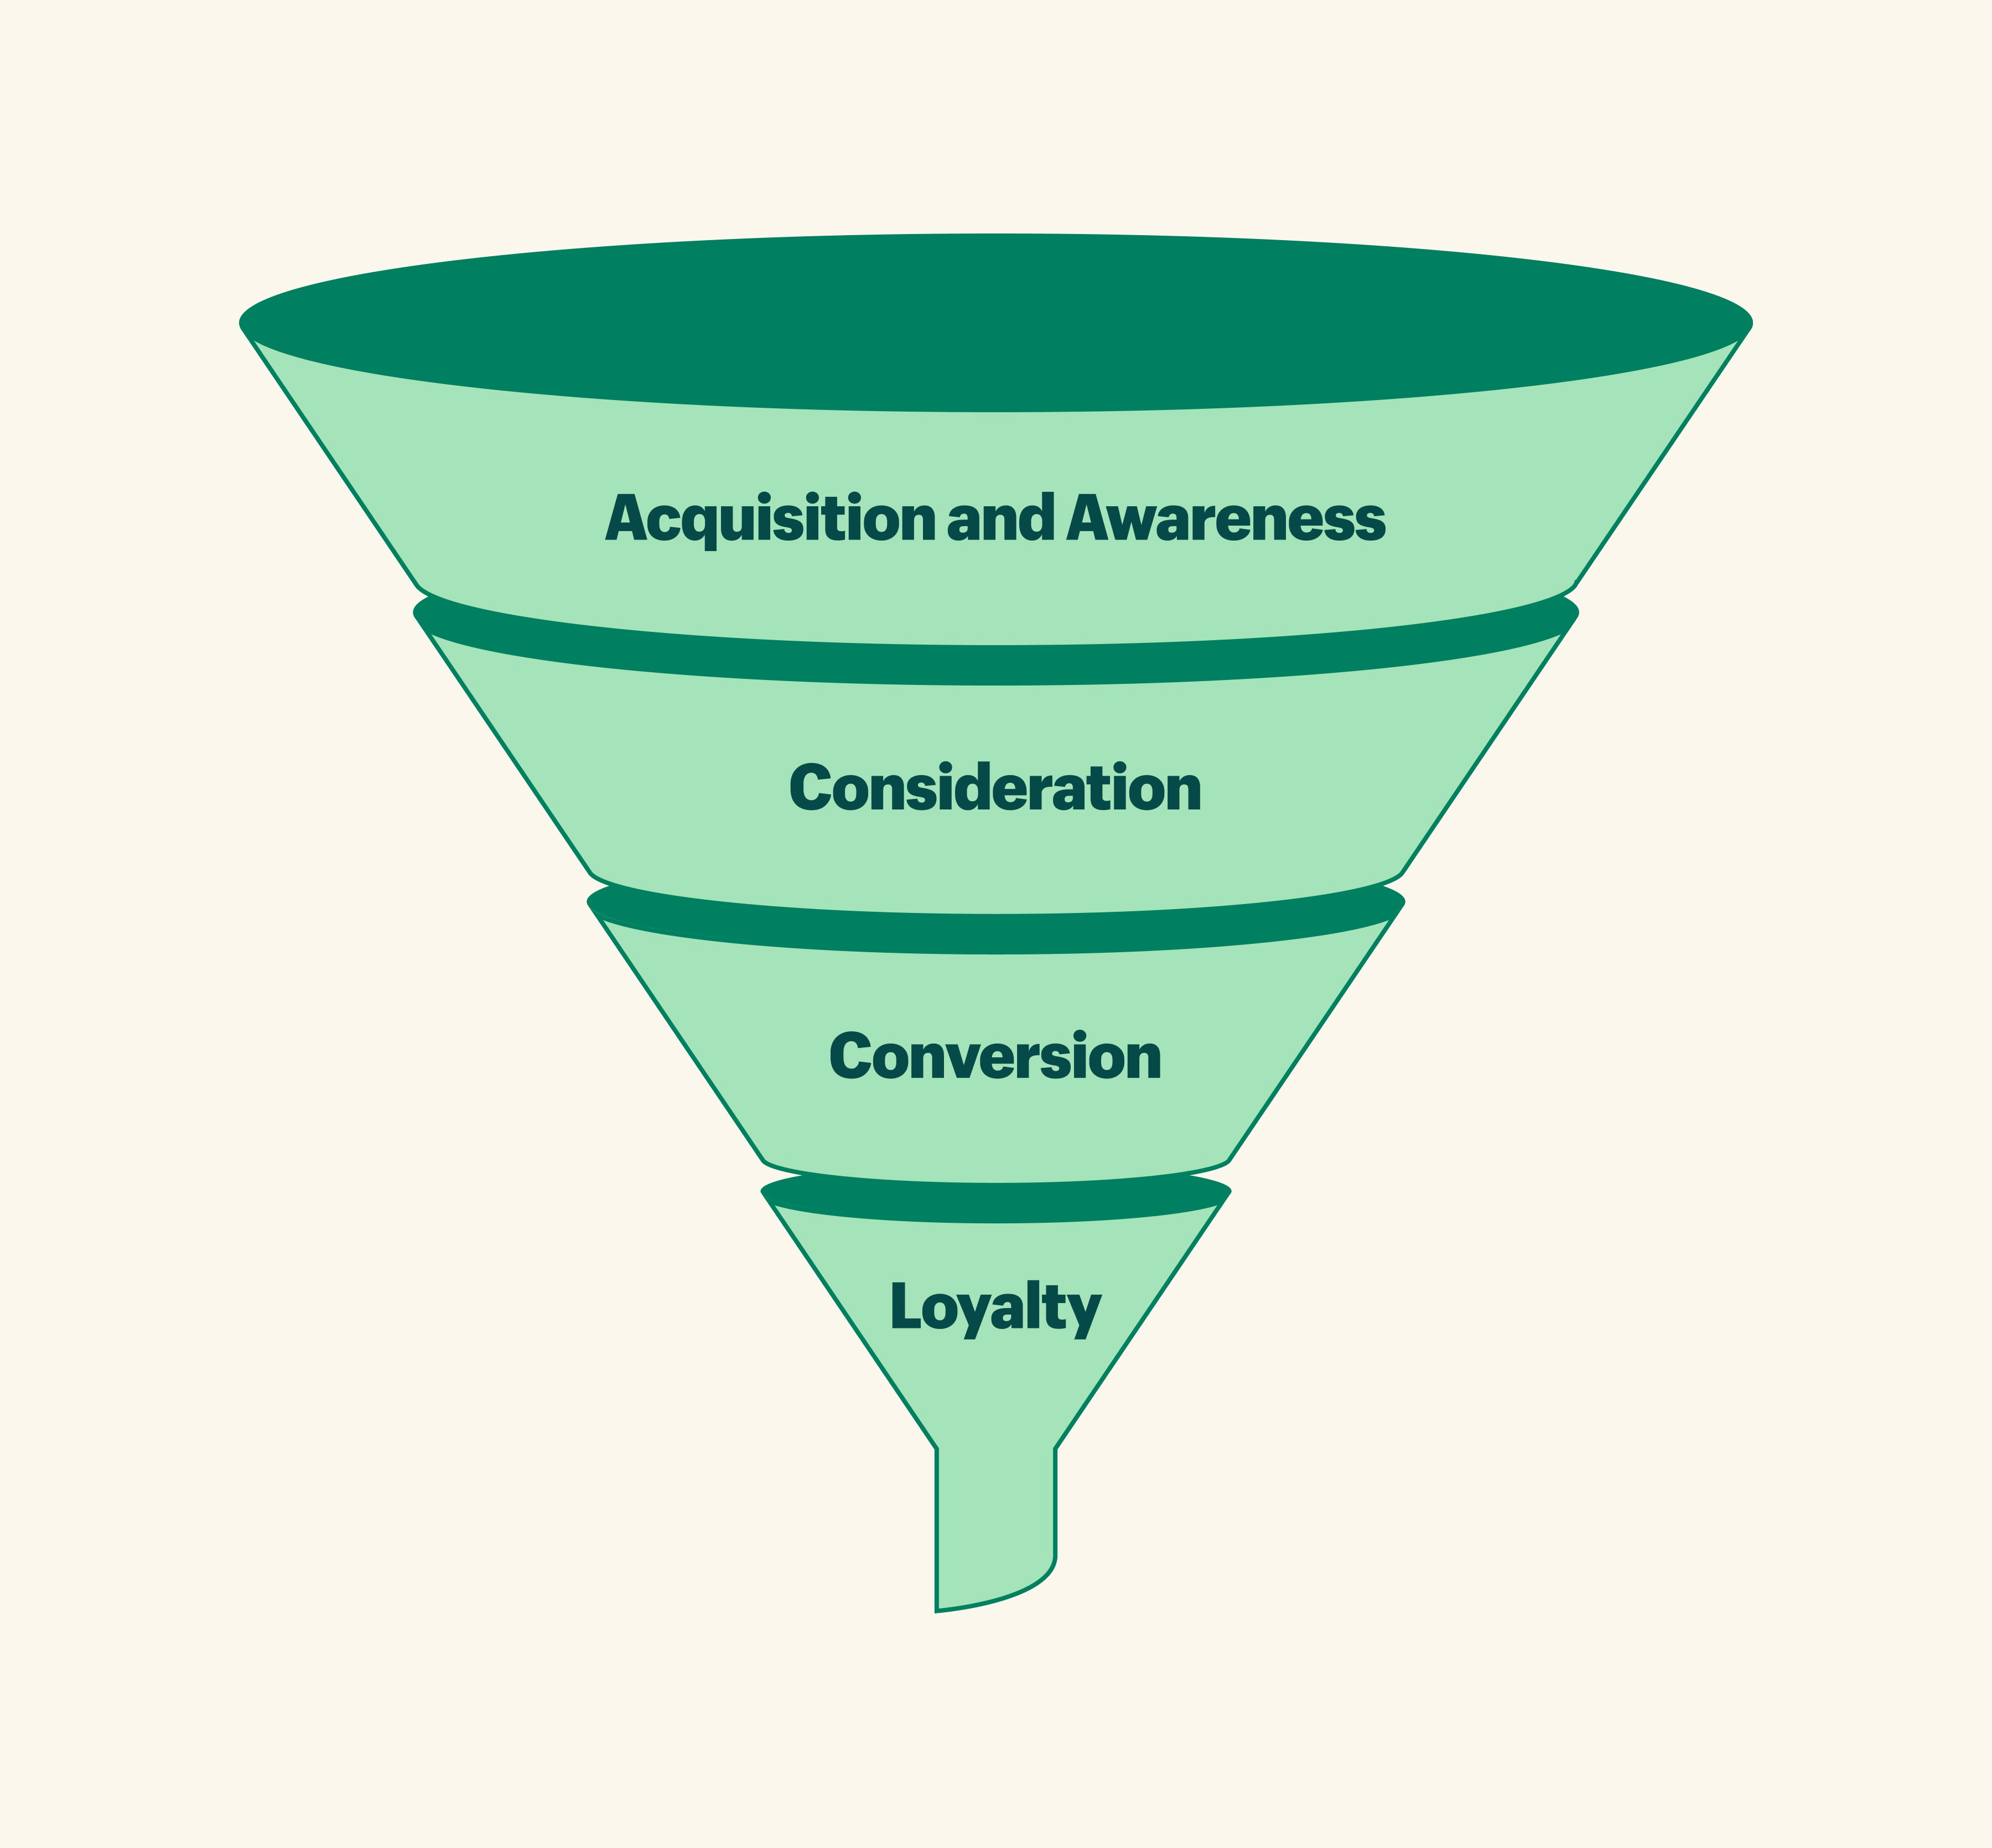 Acquisition and Awareness
Consideration
Conversion
Loyalty